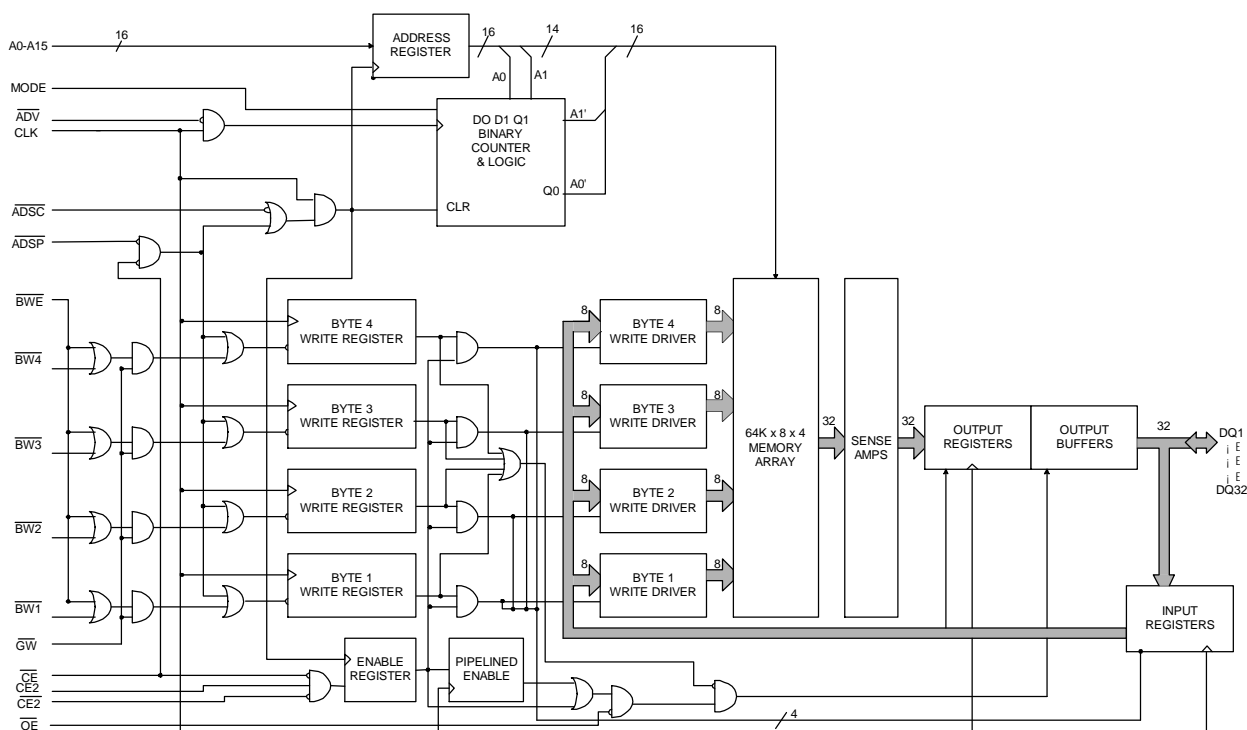 A0-A15
16
ADDRESS
REGISTER
16
14
16
A0
A1
MODE
ADV
CLK
DO D1 Q1
BINARY
COUNTER
& LOGIC
A1'
Q0
A0'
CLR
ADSC
ADSP
BWE
BW4
BW3
BW2
BW1
GW
CE
CE2
CE2
OE
BYTE 4
WRITE REGISTER
BYTE 3
WRITE REGISTER
BYTE 2
WRITE REGISTER
BYTE 1
WRITE REGISTER
ENABLE
REGISTER
PIPELINED
ENABLE
8
BYTE 4
WRITE DRIVER
8
8
BYTE 3
WRITE DRIVER
8
8
BYTE 2
WRITE DRIVER
8
8
BYTE 1
WRITE DRIVER
8
64K x 8 x 4
MEMORY
ARRAY
32
SENSE
AMPS
32
OUTPUT
REGISTERS
OUTPUT
BUFFERS
32
DQ1
¡ E
¡ E
¡ E
DQ32
INPUT
REGISTERS
4